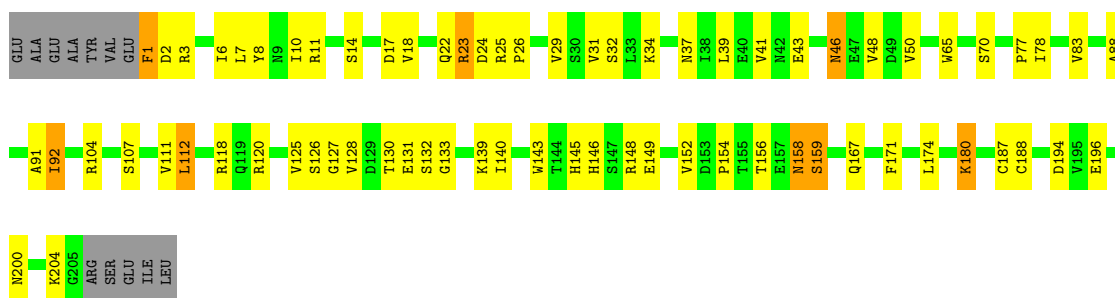 GLU ALA GLU ALA TYR VAL GLU F1 D2 R3 I6 L7 Y8 N9 I10 R11 S14 D17 V18 Q22 R23 D24 R25 P26 V29 S30 V31 S32 L33 K34 N37 I38 L39 E40 V41 N42 E43 N46 E47 V48 D49 V50 W65 S70 P77 I78 V83 A88
A91 I92 R104 S107 V111 L112 R118 Q119 R120 V125 S126 G127 V128 D129 T130 E131 S132 G133 K139 I140 W143 T144 H145 H146 S147 R148 E149 V152 D153 P154 T155 T156 E157 N158 S159 Q167 F171 L174 K180 C187 C188 D194 V195 E196
N200 K204 G205 ARG SER GLU ILE LEU